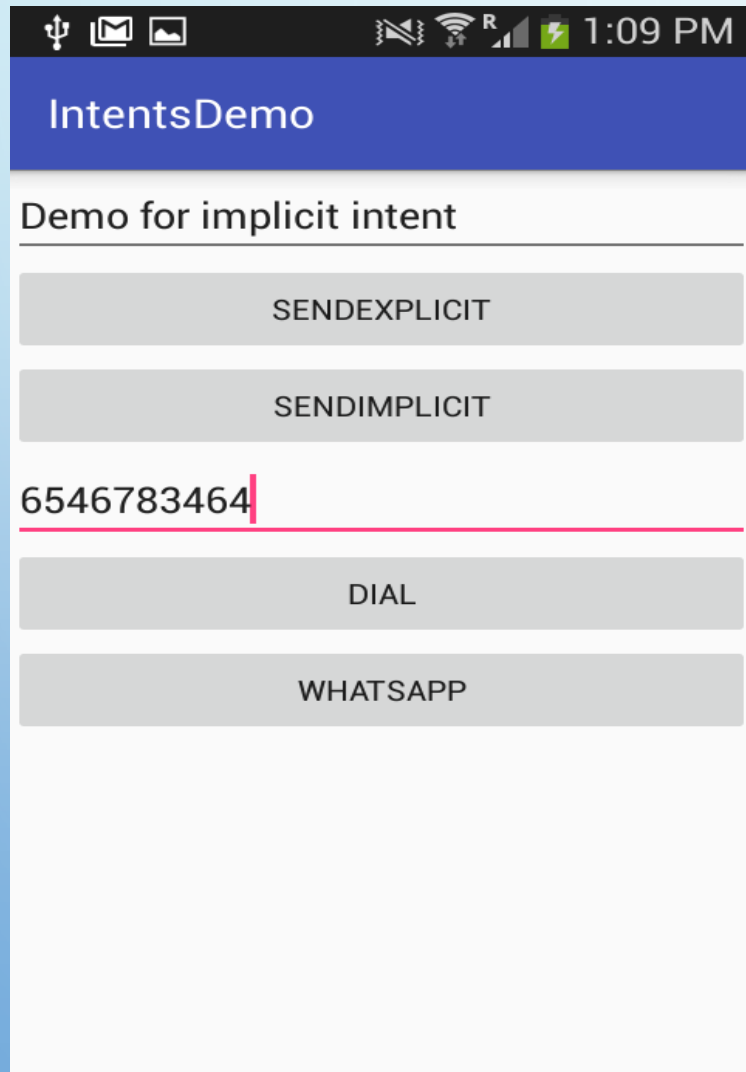 R 1:09 PM
IntentsDemo
Demo for implicit intent
SENDEXPLICIT
SENDIMPLICIT
6546783464
DIAL
WHATSAPP